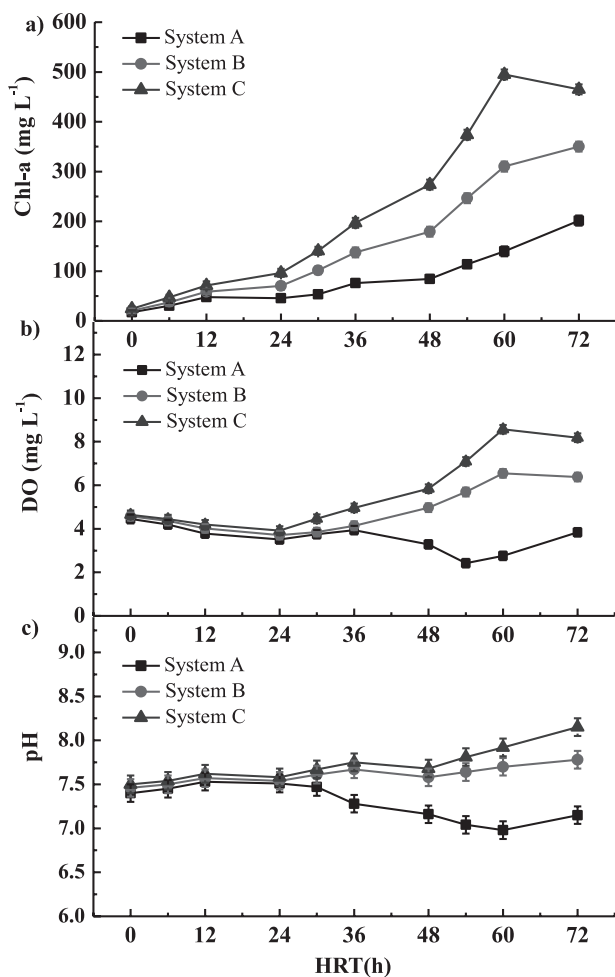 a)
600
500
400
300
200
100
0
Chl-a (mg L⁻¹)
System A
System B
System C
0 12 24 36 48 60 72
b)
12
10
8
6
4
2
0
DO (mg L⁻¹)
System A
System B
System C
0 12 24 36 48 60 72
c)
9.0
8.5
8.0
7.5
7.0
6.5
6.0
pH
System A
System B
System C
0 12 24 36 48 60 72
HRT(h)